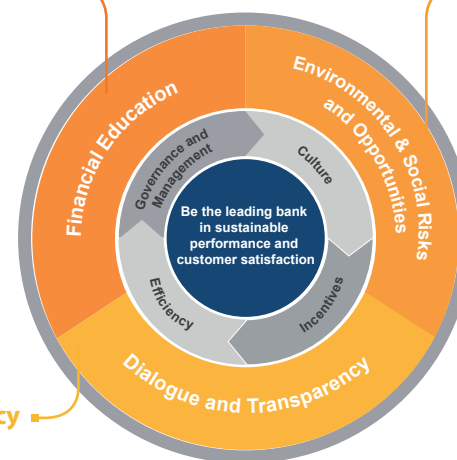 Financial Education
Environmental & Social Risks
and Opportunities
Governance and
Management
Culture
Be the leading bank
in sustainable
performance and
customer satisfaction
Efficiency
Incentives
Dialogue and Transparency
cy